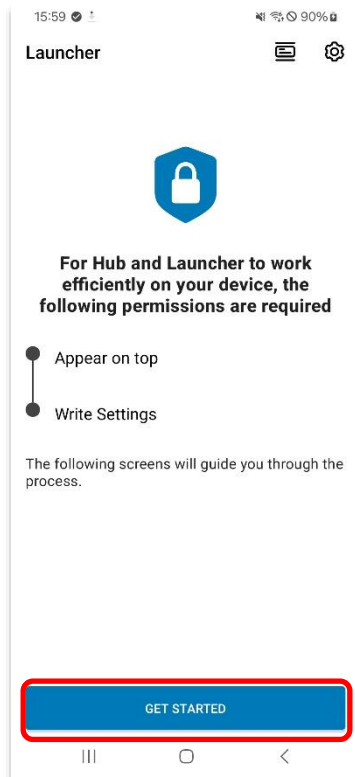 15:59 90%
Launcher
For Hub and Launcher to work
efficiently on your device, the
following permissions are required
Appear on top
Write Settings
The following screens will guide you through the
process.
GET STARTED